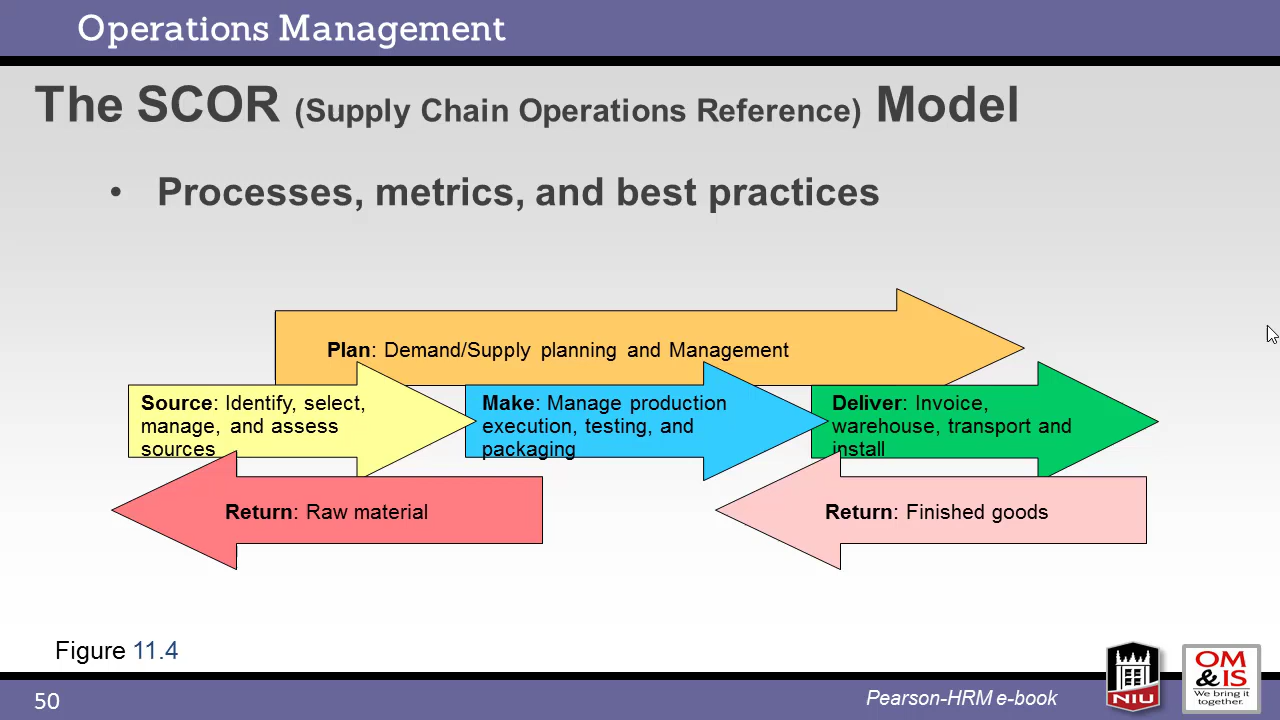 Operations Management
The SCOR (Supply Chain Operations Reference) Model
• Processes, metrics, and best practices
Plan: Demand/Supply planning and Management
Source: Identify, select,
manage, and assess
sources
Make: Manage production
execution, testing, and
packaging
Deliver: Invoice,
warehouse, transport and
install
Return: Raw material
Return: Finished goods
Figure 11.4
50
Pearson-HRM e-book
NIU
OM
&IS
We bring it
together.